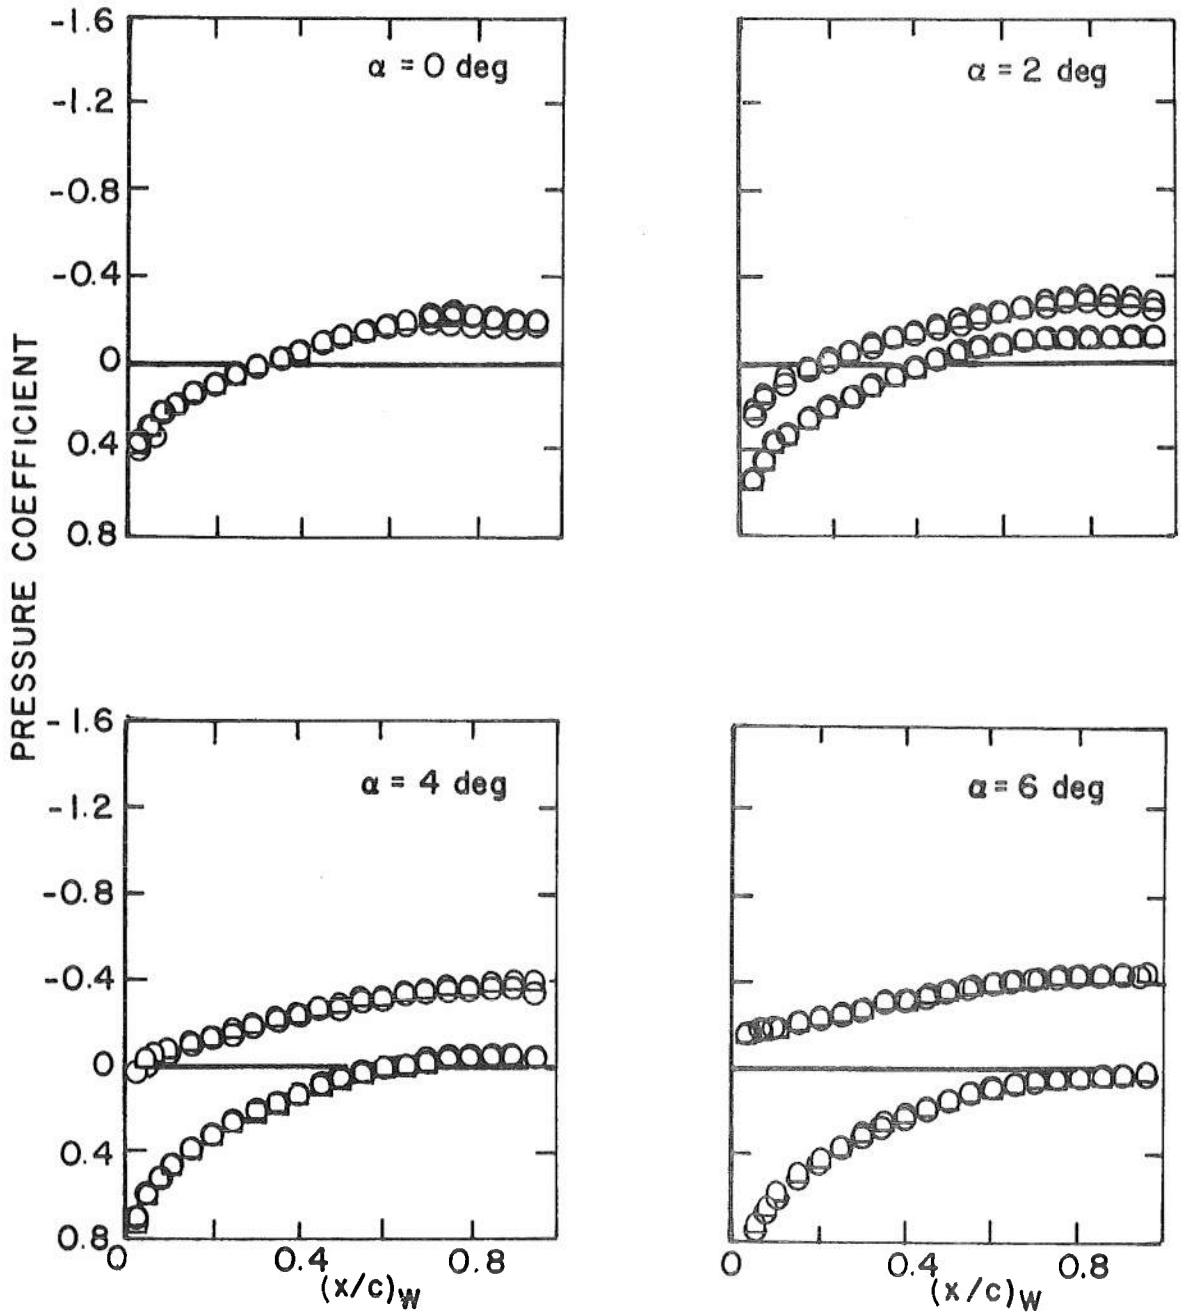 -1.6
-1.2
-0.8
-0.4
0
0.4
0.8
α = 0 deg
α = 2 deg
PRESSURE COEFFICIENT
-1.6
-1.2
-0.8
-0.4
0
0.4
0.8
α = 4 deg
α = 6 deg
0 0.4 0.8
(x/c)W
0 0.4 0.8
(x/c)W